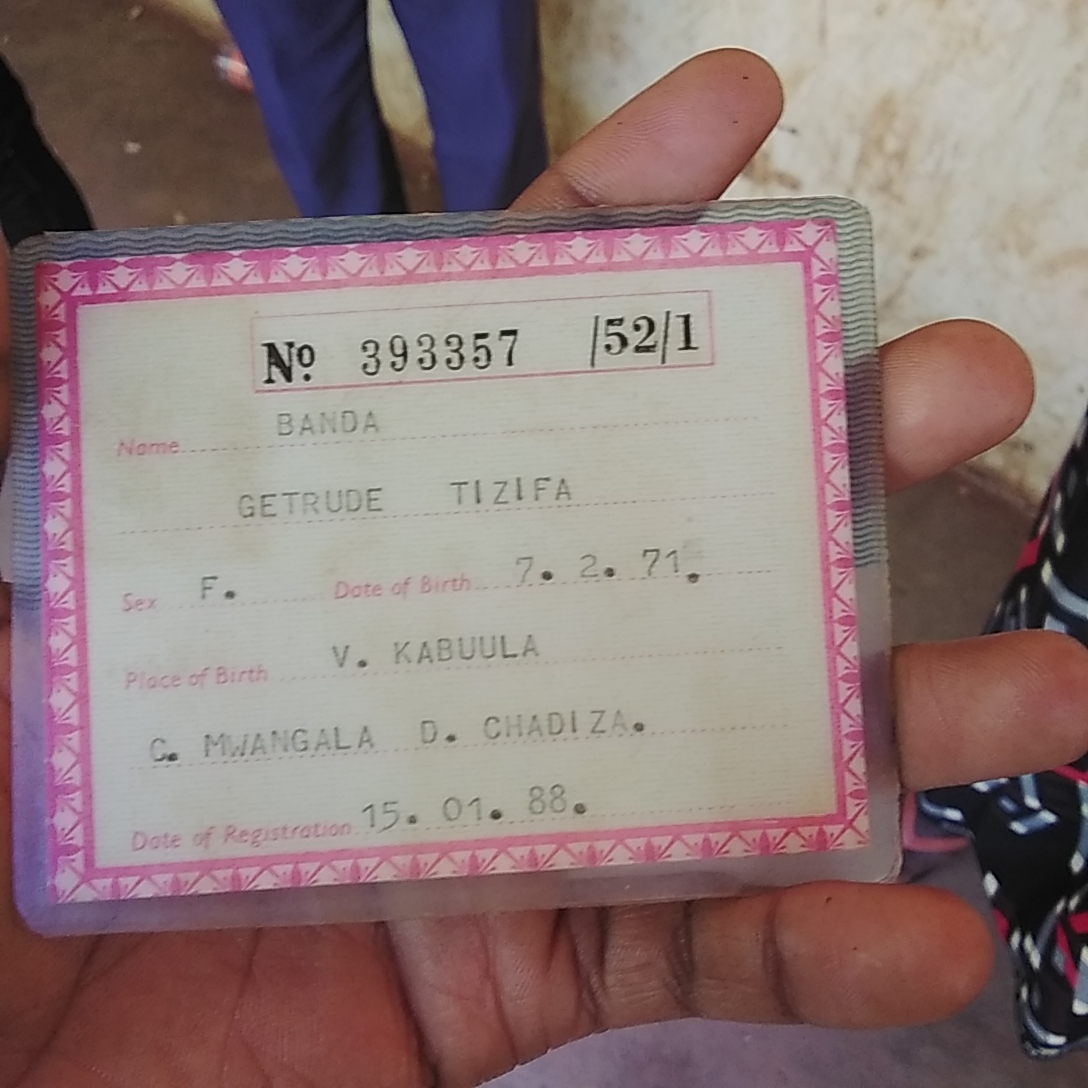 Nº 393357 /52/1
Name BANDA
GETRUDE TIZIFA
Sex F. Date of Birth 7. 2. 71.
Place of Birth V. KABUULA
C. MWANGALA D. CHADIZA.
Date of Registration 15. 01. 88.